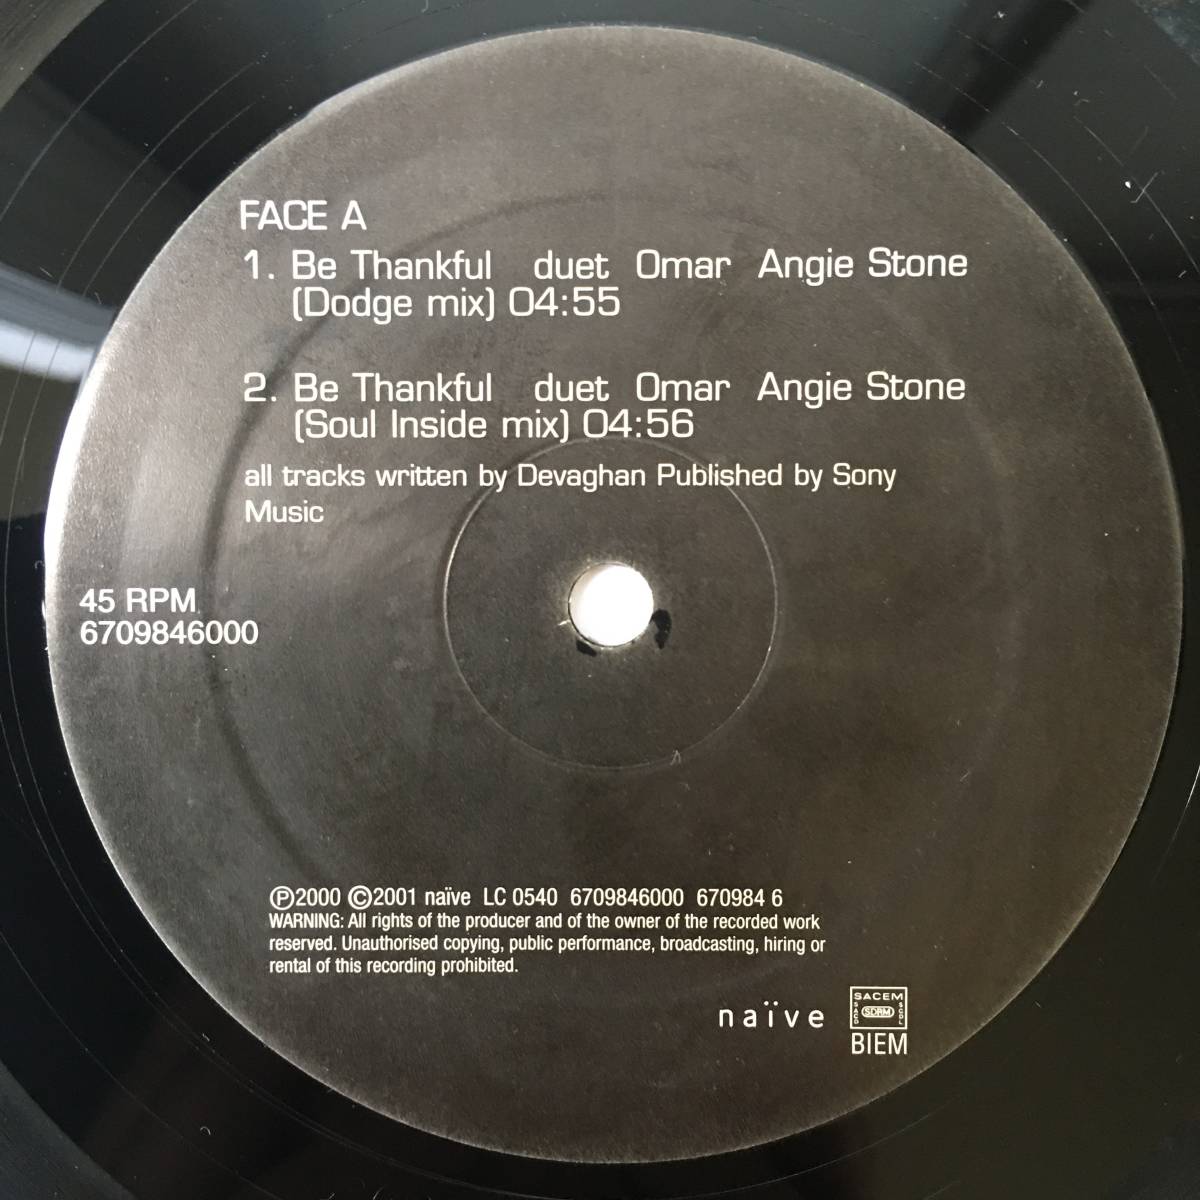 FACE A
1. Be Thankful duet Omar Angie Stone
(Dodge mix) 04:55
2. Be Thankful duet Omar Angie Stone
(Soul Inside mix) 04:56
all tracks written by Devaghan Published by Sony
Music
45 RPM
6709846000
℗2000 ©2001 naïve LC 0540 6709846000 670984 6
WARNING: All rights of the producer and of the owner of the recorded work
reserved. Unauthorised copying, public performance, broadcasting, hiring or
rental of this recording prohibited.
naïve
SACEM
SACD SDRM SCDL
BIEM